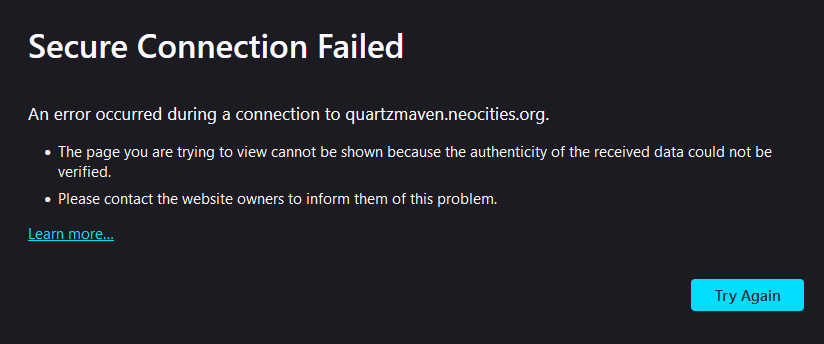 Secure Connection Failed
An error occurred during a connection to quartzmaven.neocities.org.
• The page you are trying to view cannot be shown because the authenticity of the received data could not be
verified.
• Please contact the website owners to inform them of this problem.
Learn more...
Try Again